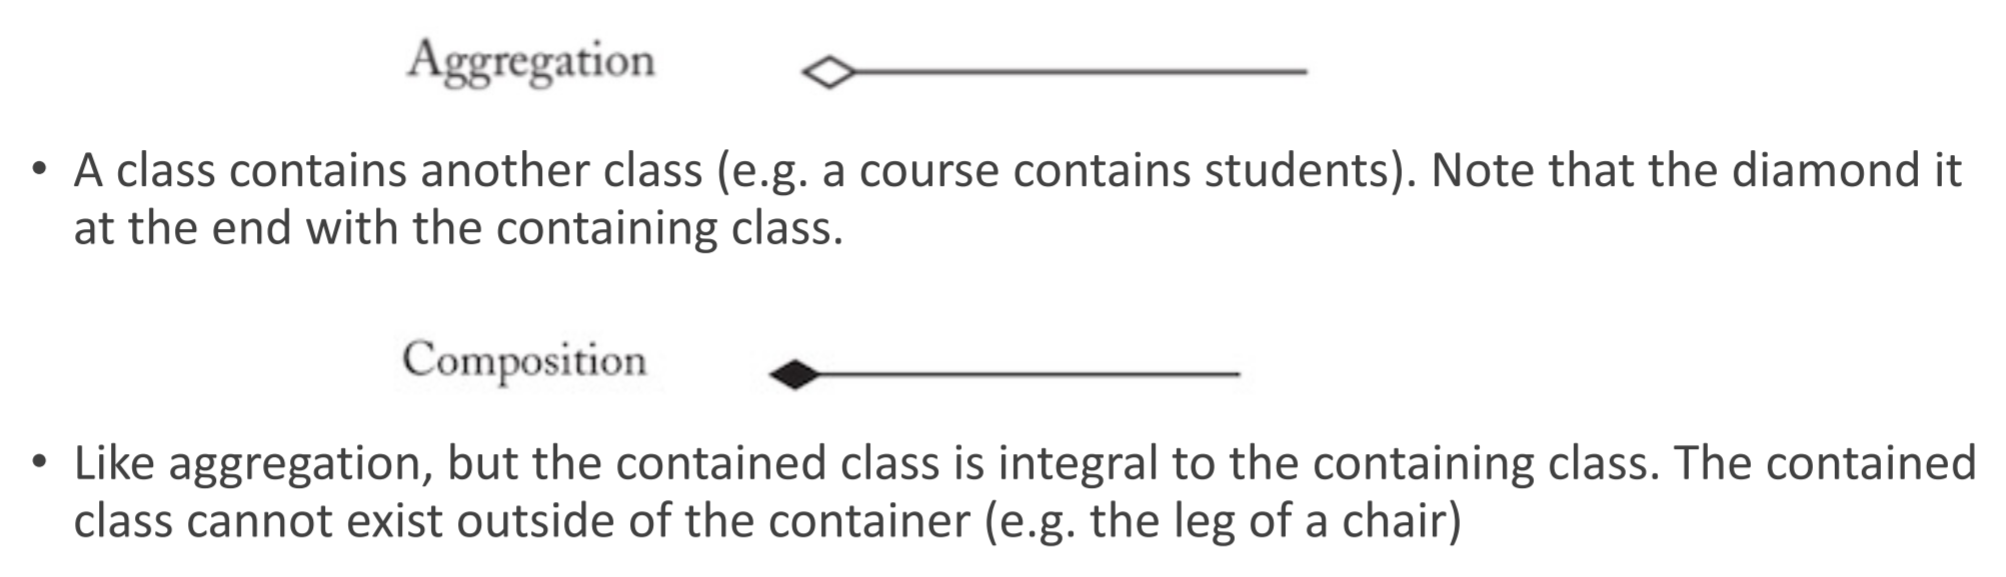 Aggregation
• A class contains another class (e.g. a course contains students). Note that the diamond it
at the end with the containing class.
Composition
• Like aggregation, but the contained class is integral to the containing class. The contained
class cannot exist outside of the container (e.g. the leg of a chair)